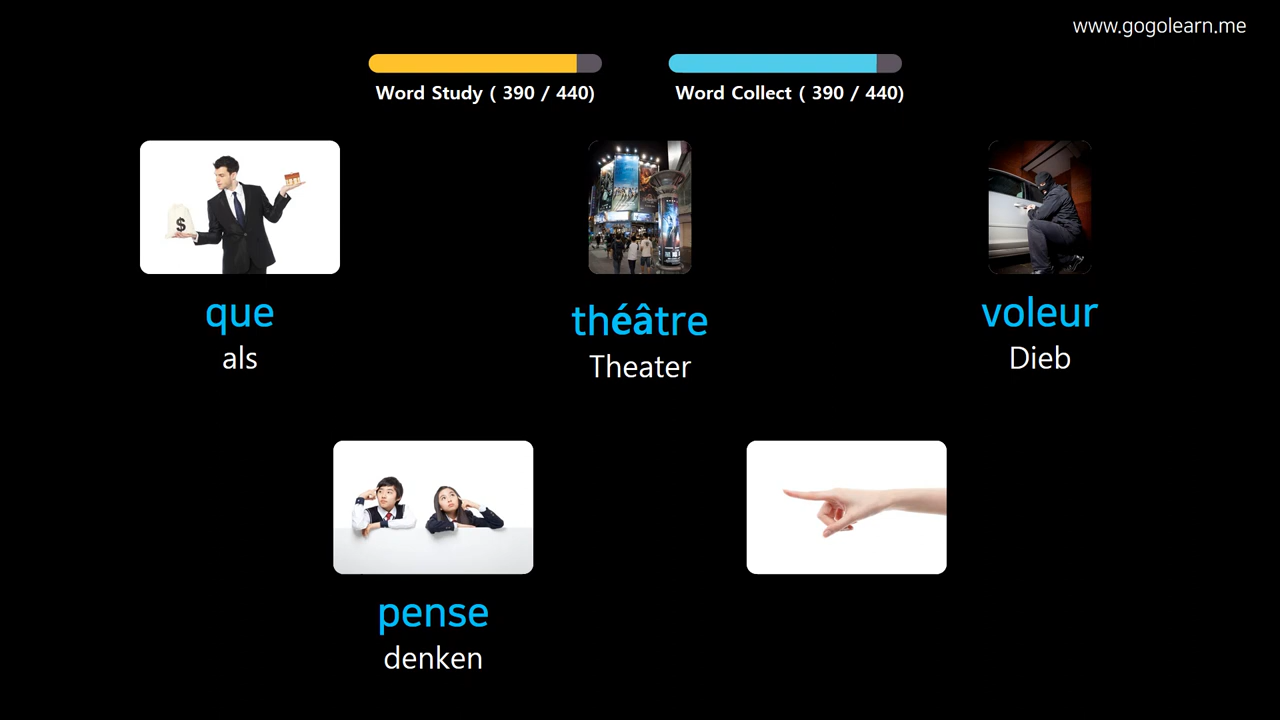 www.gogolearn.me
Word Study ( 390 / 440)
Word Collect ( 390 / 440)
$
que
als
théâtre
Theater
voleur
Dieb
pense
denken